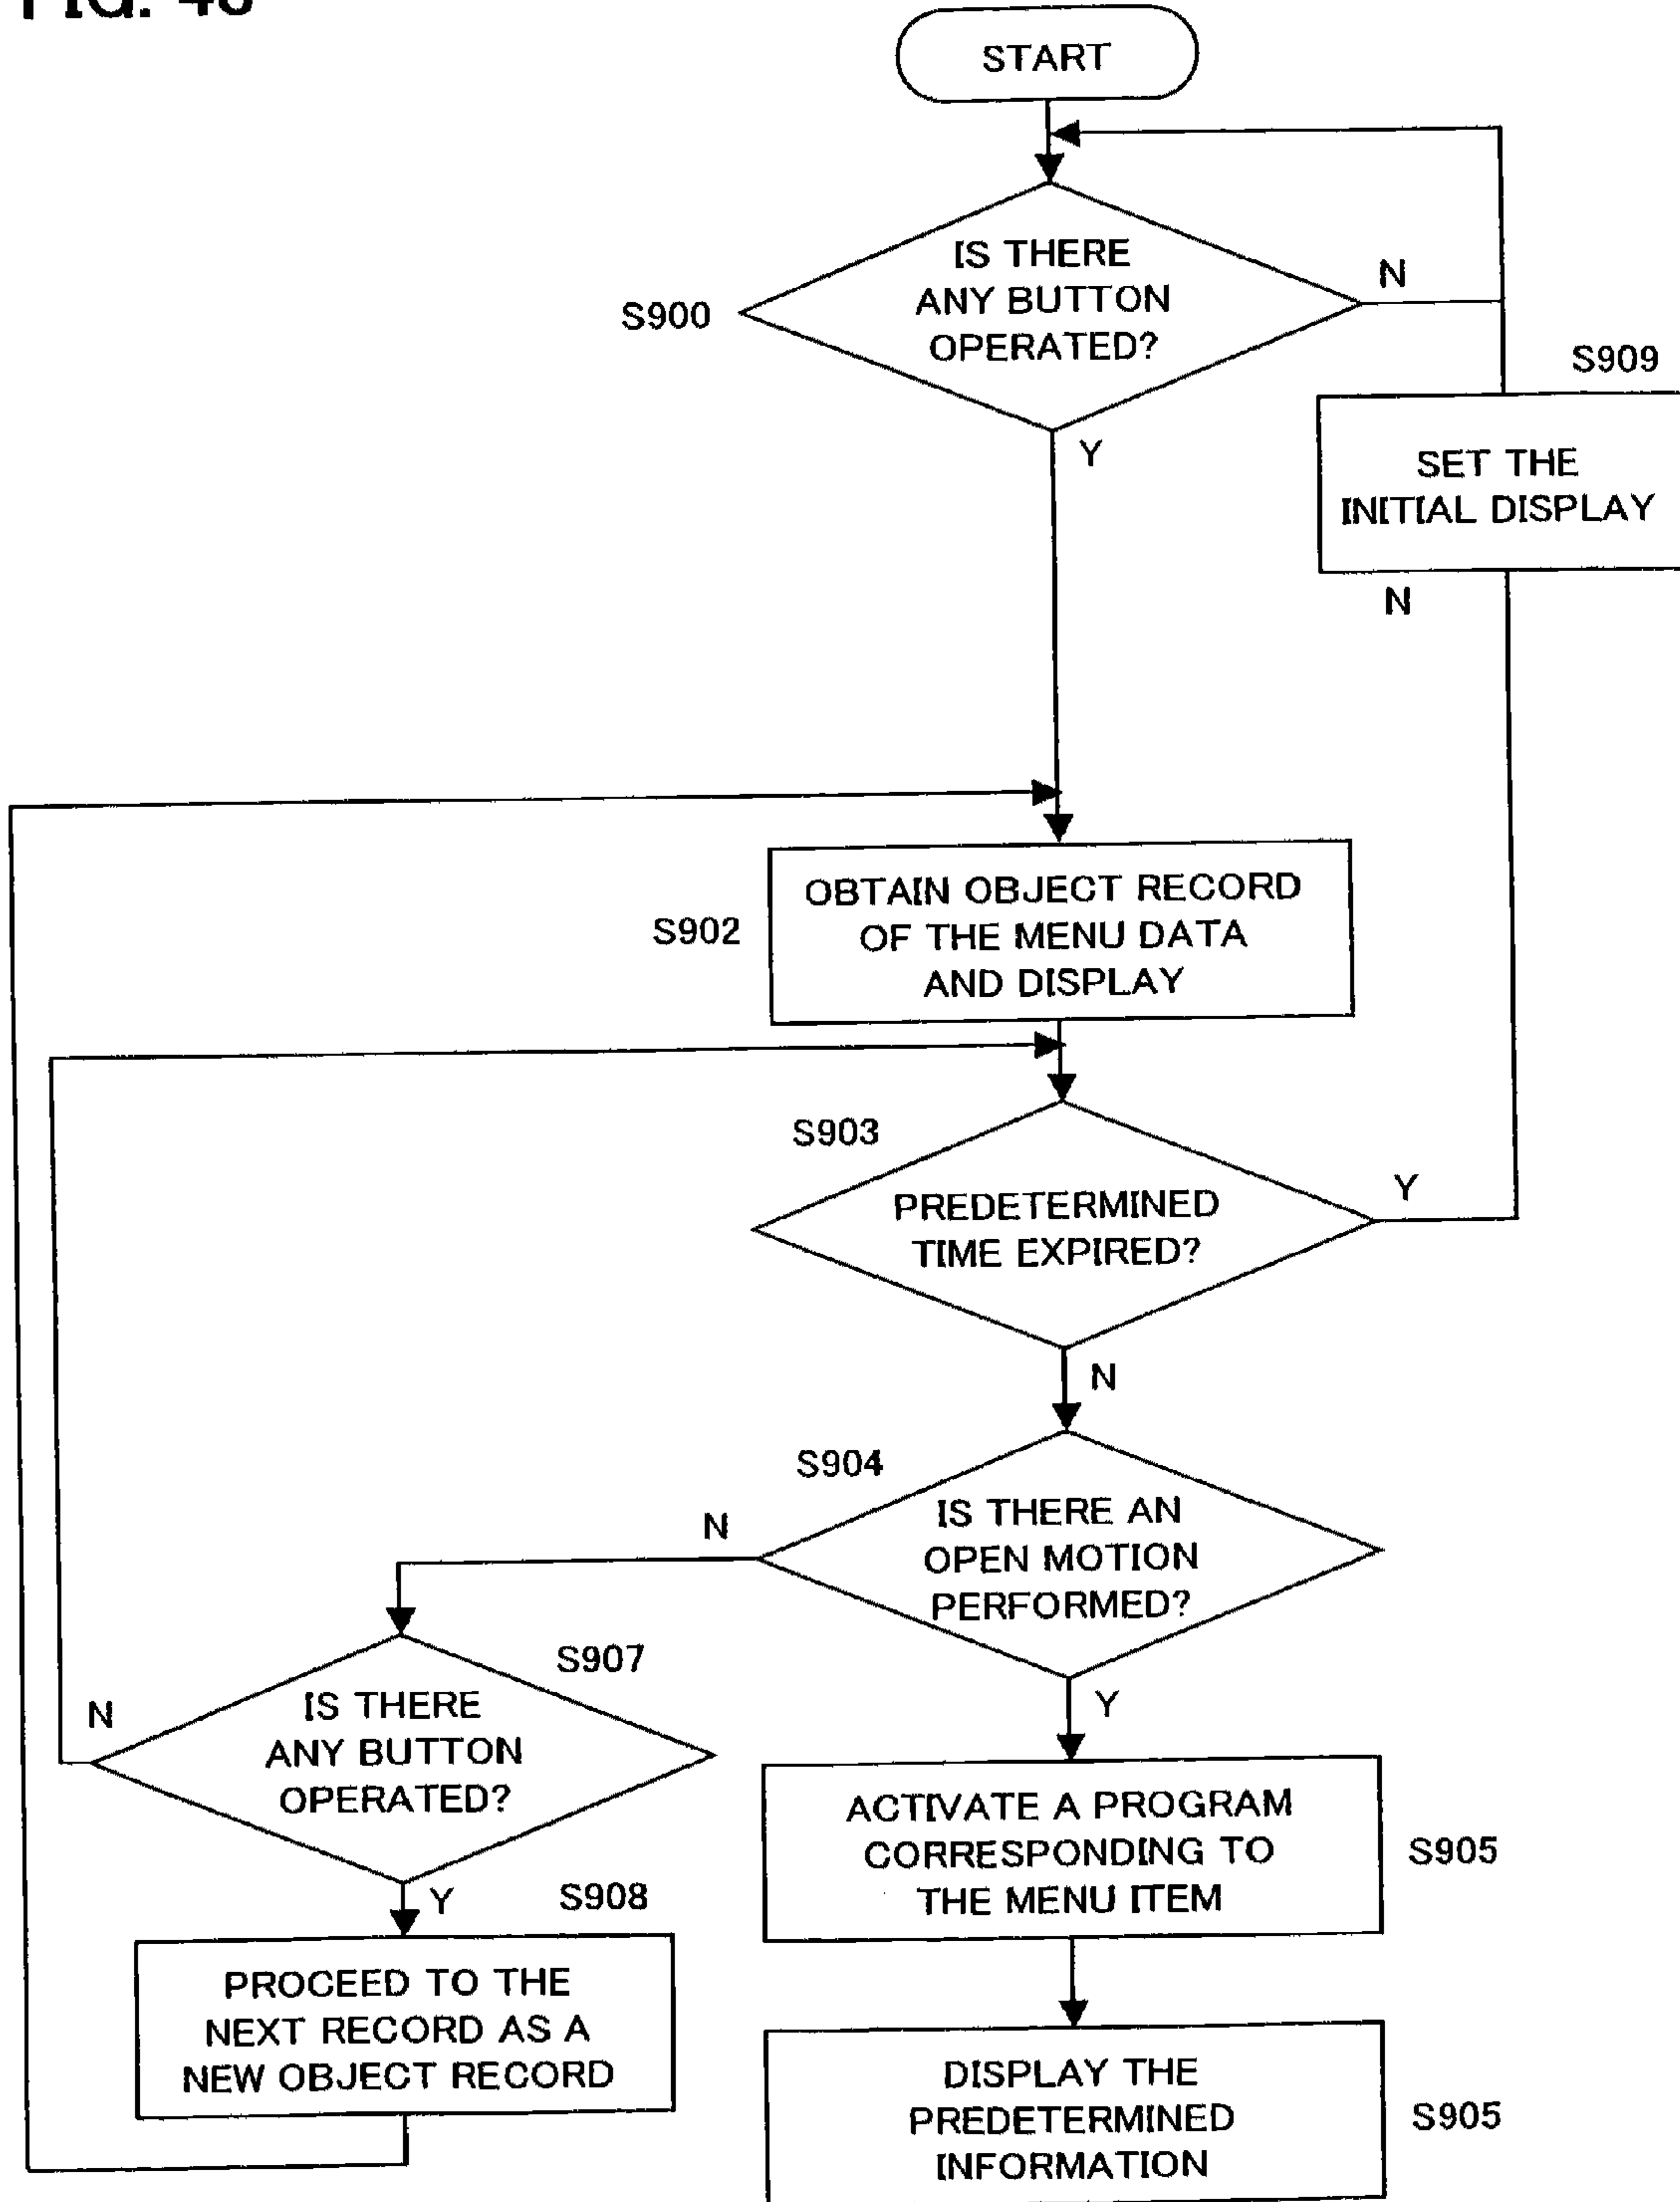 START
IS THERE
ANY BUTTON
OPERATED?
N
S900
Y
S909
SET THE
INITIAL DISPLAY
N
OBTAIN OBJECT RECORD
OF THE MENU DATA
AND DISPLAY
S902
S903
PREDETERMINED
TIME EXPIRED?
Y
N
S904
IS THERE AN
OPEN MOTION
PERFORMED?
N
Y
S907
IS THERE
ANY BUTTON
OPERATED?
N
Y
S908
PROCEED TO THE
NEXT RECORD AS A
NEW OBJECT RECORD
ACTIVATE A PROGRAM
CORRESPONDING TO
THE MENU ITEM
S905
DISPLAY THE
PREDETERMINED
INFORMATION
S905